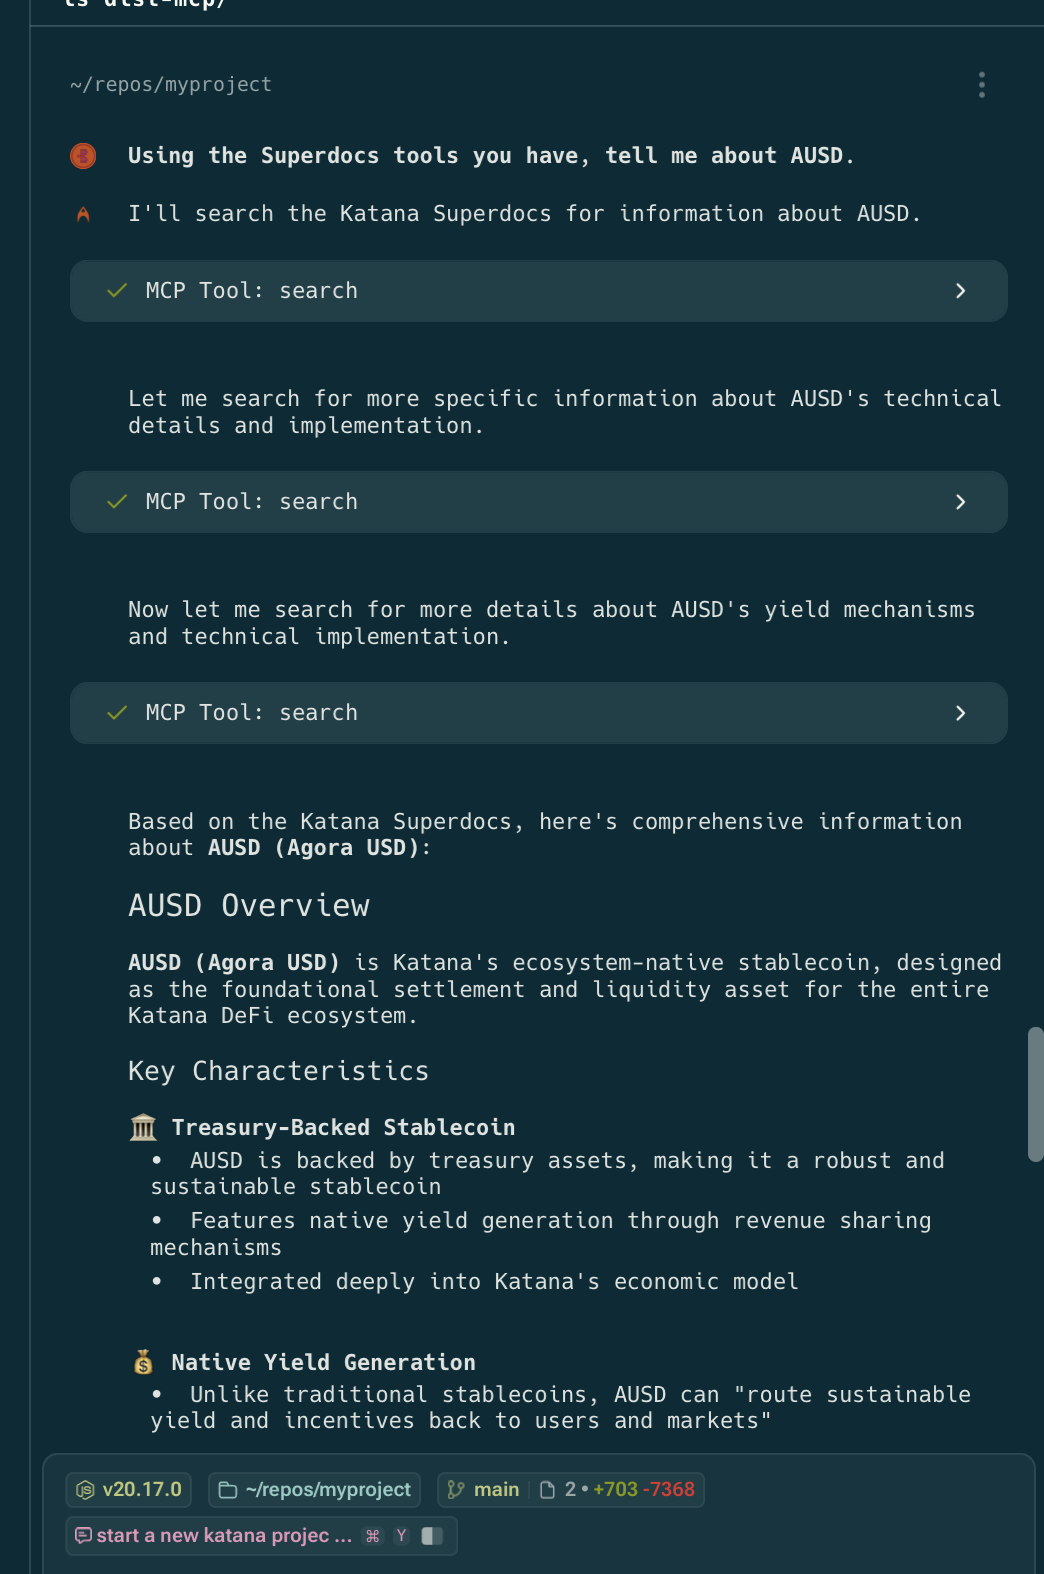 ls dist-mcp/
~/repos/myproject
Using the Superdocs tools you have, tell me about AUSD.
I'll search the Katana Superdocs for information about AUSD.
MCP Tool: search
Let me search for more specific information about AUSD's technical
details and implementation.
MCP Tool: search
Now let me search for more details about AUSD's yield mechanisms
and technical implementation.
MCP Tool: search
Based on the Katana Superdocs, here's comprehensive information
about AUSD (Agora USD):
AUSD Overview
AUSD (Agora USD) is Katana's ecosystem-native stablecoin, designed
as the foundational settlement and liquidity asset for the entire
Katana DeFi ecosystem.
Key Characteristics
🏛️ Treasury-Backed Stablecoin
• AUSD is backed by treasury assets, making it a robust and
sustainable stablecoin
• Features native yield generation through revenue sharing
mechanisms
• Integrated deeply into Katana's economic model
💰 Native Yield Generation
• Unlike traditional stablecoins, AUSD can "route sustainable
yield and incentives back to users and markets"
v20.17.0 ~/repos/myproject main 2 • +703 -7368
start a new katana projec ... ⌘ Y